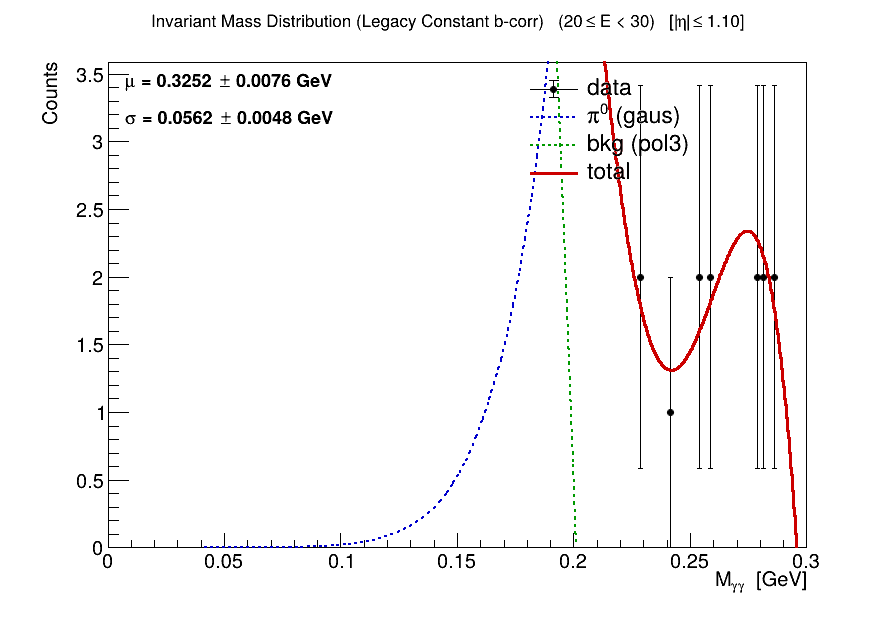 Invariant Mass Distribution (Legacy Constant b-corr) (20 ≤ E < 30) [|η| ≤ 1.10]
Counts
μ = 0.3252 ± 0.0076 GeV
σ = 0.0562 ± 0.0048 GeV
data
π⁰ (gaus)
bkg (pol3)
total
3.5
3
2.5
2
1.5
1
0.5
0
0 0.05 0.1 0.15 0.2 0.25 0.3
M_γγ [GeV]